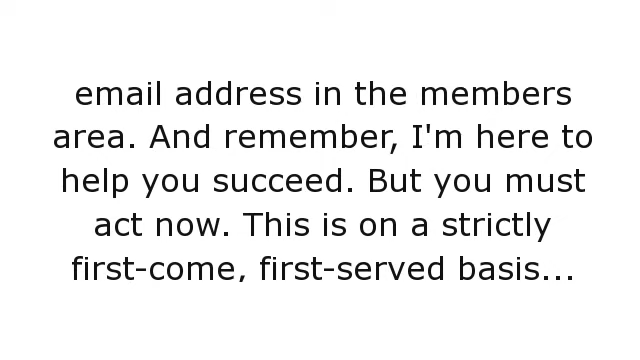 email address in the members
area. And remember, I'm here to
help you succeed. But you must
act now. This is on a strictly
first-come, first-served basis...